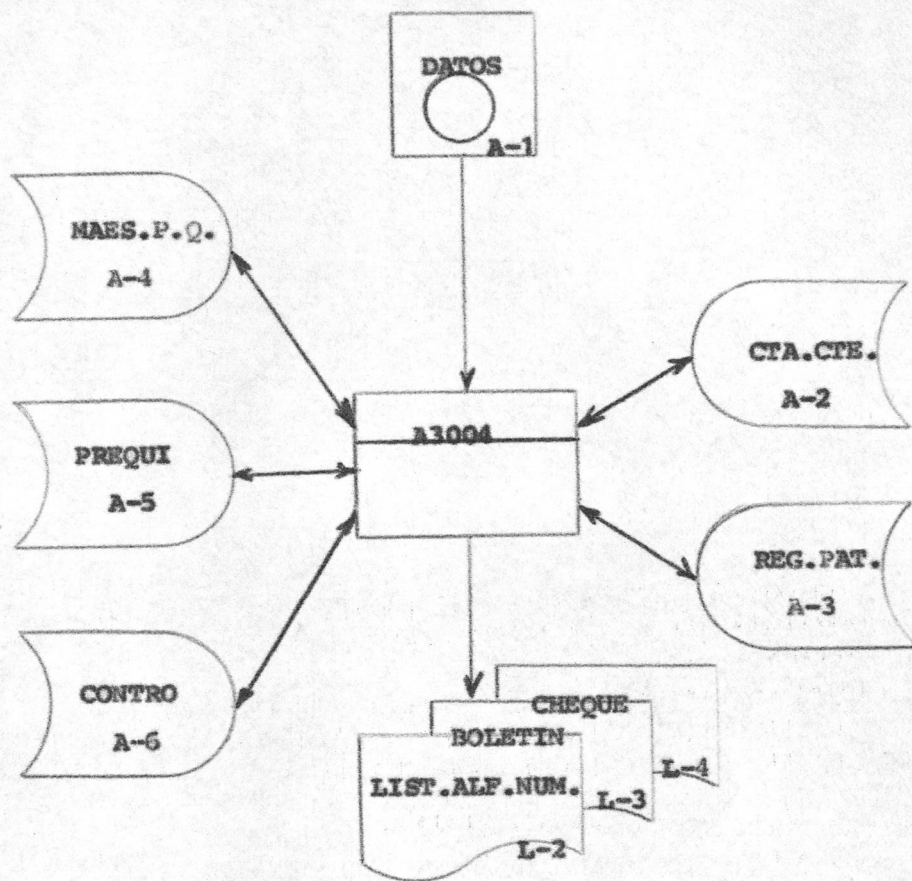 DATOS
A-1
MAES.P.Q.
A-4
CTA.CTE.
A-2
A3004
PREQUI
A-5
REG.PAT.
A-3
CONTRO
A-6
CHEQUE
L-4
BOLETIN
L-3
LIST.ALF.NUM.
L-2